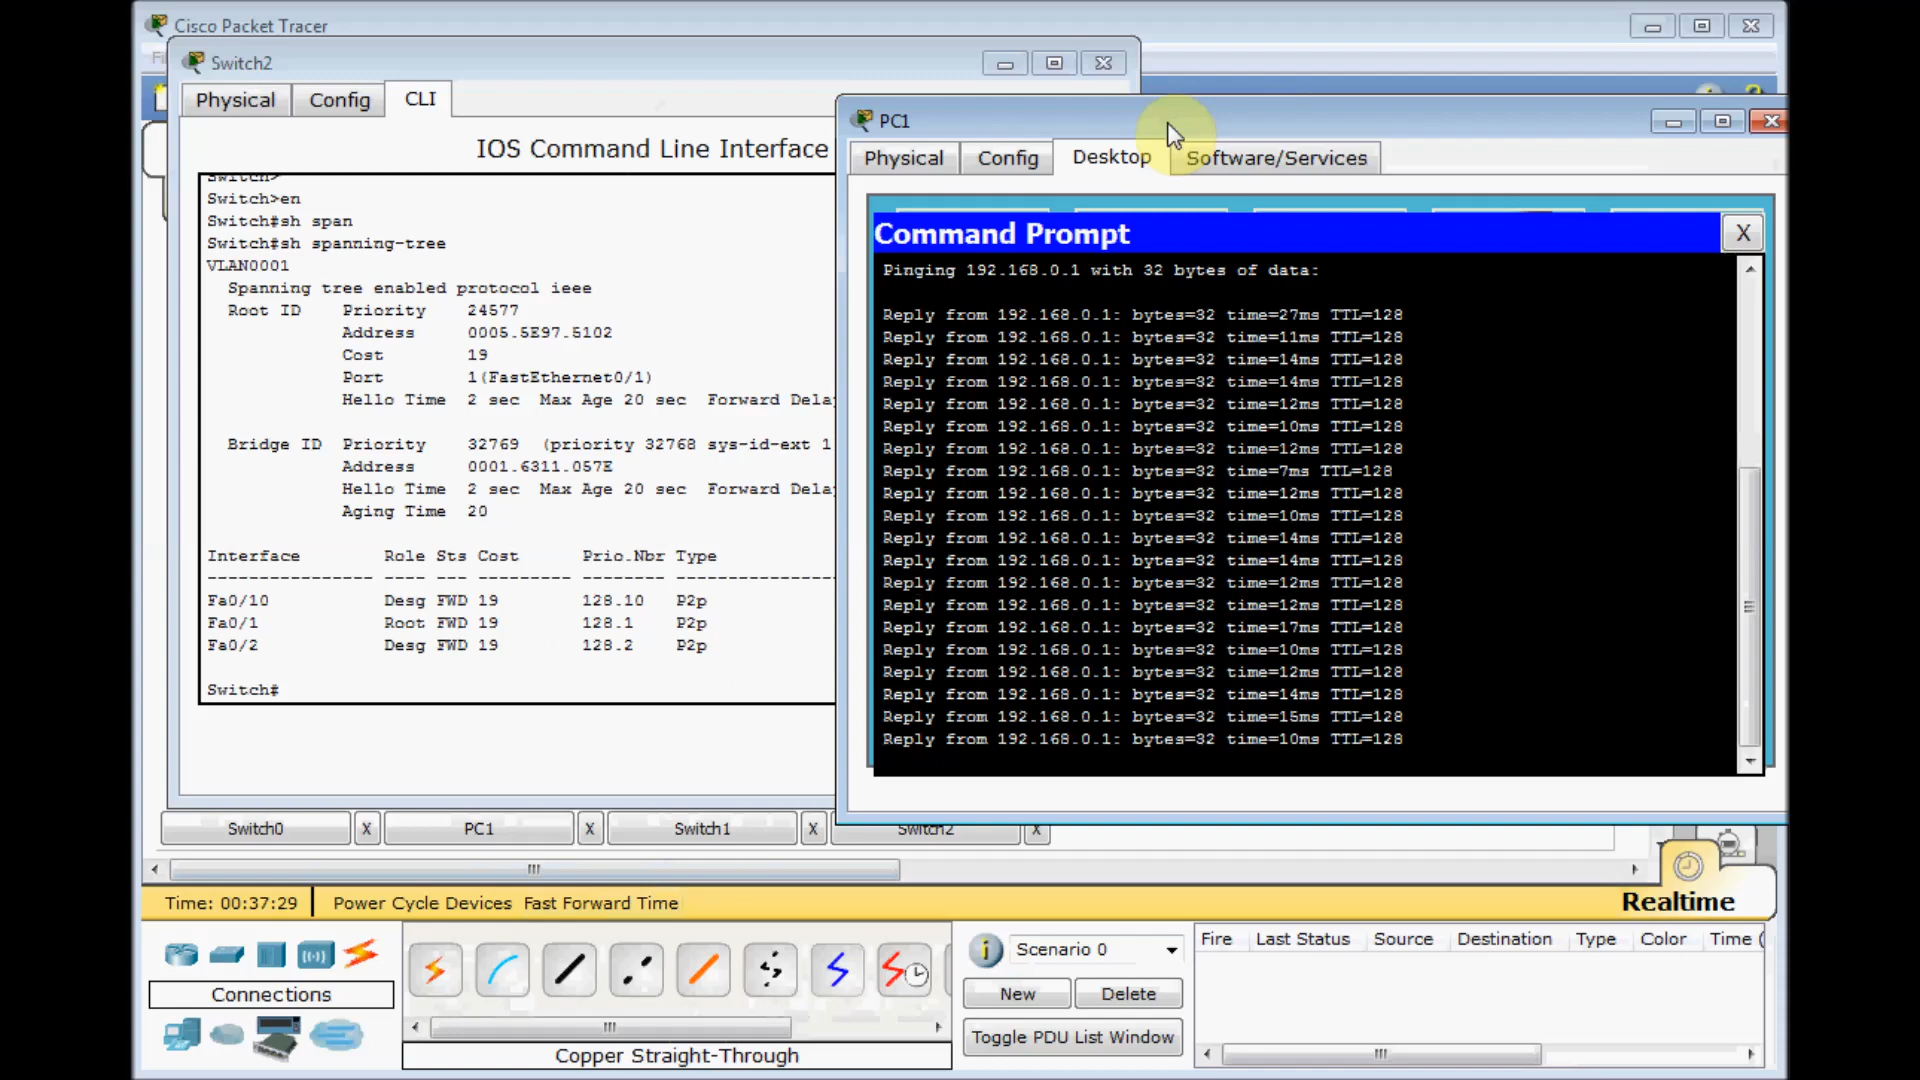 Cisco Packet Tracer
Switch2
Physical
Config
CLI
IOS Command Line Interface
Switch>
Switch>en
Switch#sh span
Switch#sh spanning-tree
VLAN0001
Spanning tree enabled protocol ieee
Root ID Priority 24577
Address 0005.5E97.5102
Cost 19
Port 1(FastEthernet0/1)
Hello Time 2 sec Max Age 20 sec Forward Dela
Bridge ID Priority 32769 (priority 32768 sys-id-ext 1
Address 0001.6311.057E
Hello Time 2 sec Max Age 20 sec Forward Dela
Aging Time 20
Interface Role Sts Cost Prio.Nbr Type
---------------- ---- --- --------- -------- ----------------
Fa0/10 Desg FWD 19 128.10 P2p
Fa0/1 Root FWD 19 128.1 P2p
Fa0/2 Desg FWD 19 128.2 P2p
Switch#
PC1
Physical
Config
Desktop
Software/Services
Command Prompt
X
Pinging 192.168.0.1 with 32 bytes of data:
Reply from 192.168.0.1: bytes=32 time=27ms TTL=128
Reply from 192.168.0.1: bytes=32 time=11ms TTL=128
Reply from 192.168.0.1: bytes=32 time=14ms TTL=128
Reply from 192.168.0.1: bytes=32 time=14ms TTL=128
Reply from 192.168.0.1: bytes=32 time=12ms TTL=128
Reply from 192.168.0.1: bytes=32 time=10ms TTL=128
Reply from 192.168.0.1: bytes=32 time=12ms TTL=128
Reply from 192.168.0.1: bytes=32 time=7ms TTL=128
Reply from 192.168.0.1: bytes=32 time=12ms TTL=128
Reply from 192.168.0.1: bytes=32 time=10ms TTL=128
Reply from 192.168.0.1: bytes=32 time=14ms TTL=128
Reply from 192.168.0.1: bytes=32 time=14ms TTL=128
Reply from 192.168.0.1: bytes=32 time=12ms TTL=128
Reply from 192.168.0.1: bytes=32 time=12ms TTL=128
Reply from 192.168.0.1: bytes=32 time=17ms TTL=128
Reply from 192.168.0.1: bytes=32 time=10ms TTL=128
Reply from 192.168.0.1: bytes=32 time=12ms TTL=128
Reply from 192.168.0.1: bytes=32 time=14ms TTL=128
Reply from 192.168.0.1: bytes=32 time=15ms TTL=128
Reply from 192.168.0.1: bytes=32 time=10ms TTL=128
Switch0 X PC1 X Switch1 X Switch2 X
Time: 00:37:29 Power Cycle Devices Fast Forward Time
Realtime
Connections
Copper Straight-Through
Scenario 0
New
Delete
Toggle PDU List Window
Fire Last Status Source Destination Type Color Time (